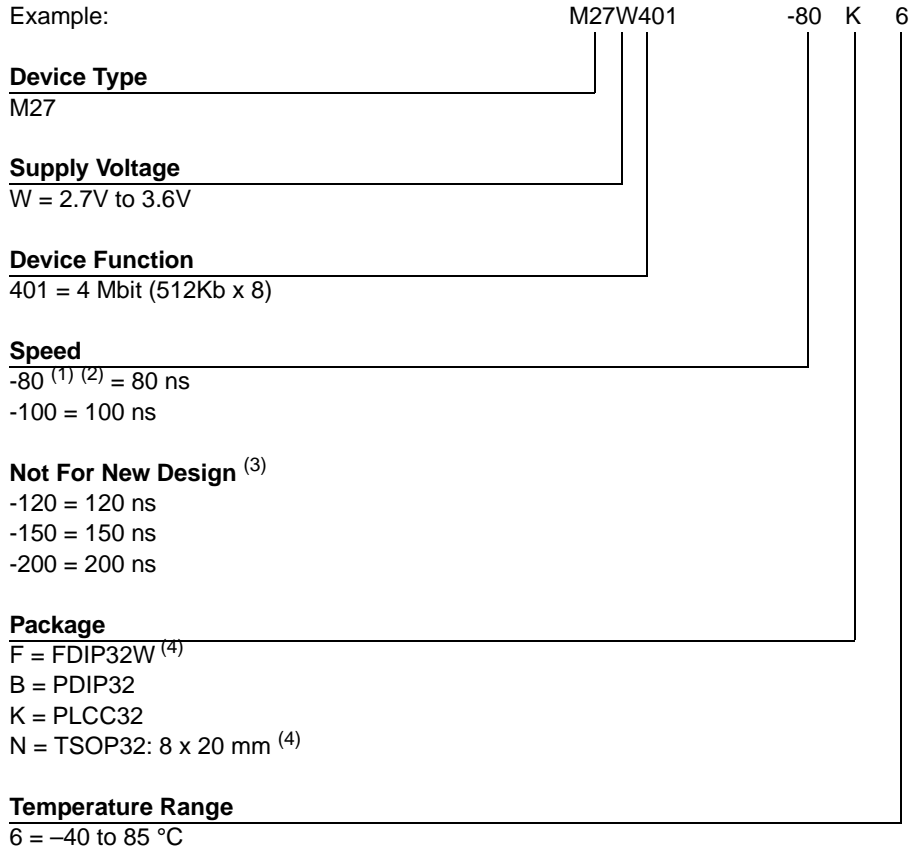 Example: M27W401 -80 K 6
Device Type
M27
Supply Voltage
W = 2.7V to 3.6V
Device Function
401 = 4 Mbit (512Kb x 8)
Speed
-80 (1) (2) = 80 ns
-100 = 100 ns
Not For New Design (3)
-120 = 120 ns
-150 = 150 ns
-200 = 200 ns
Package
F = FDIP32W (4)
B = PDIP32
K = PLCC32
N = TSOP32: 8 x 20 mm (4)
Temperature Range
6 = –40 to 85 °C